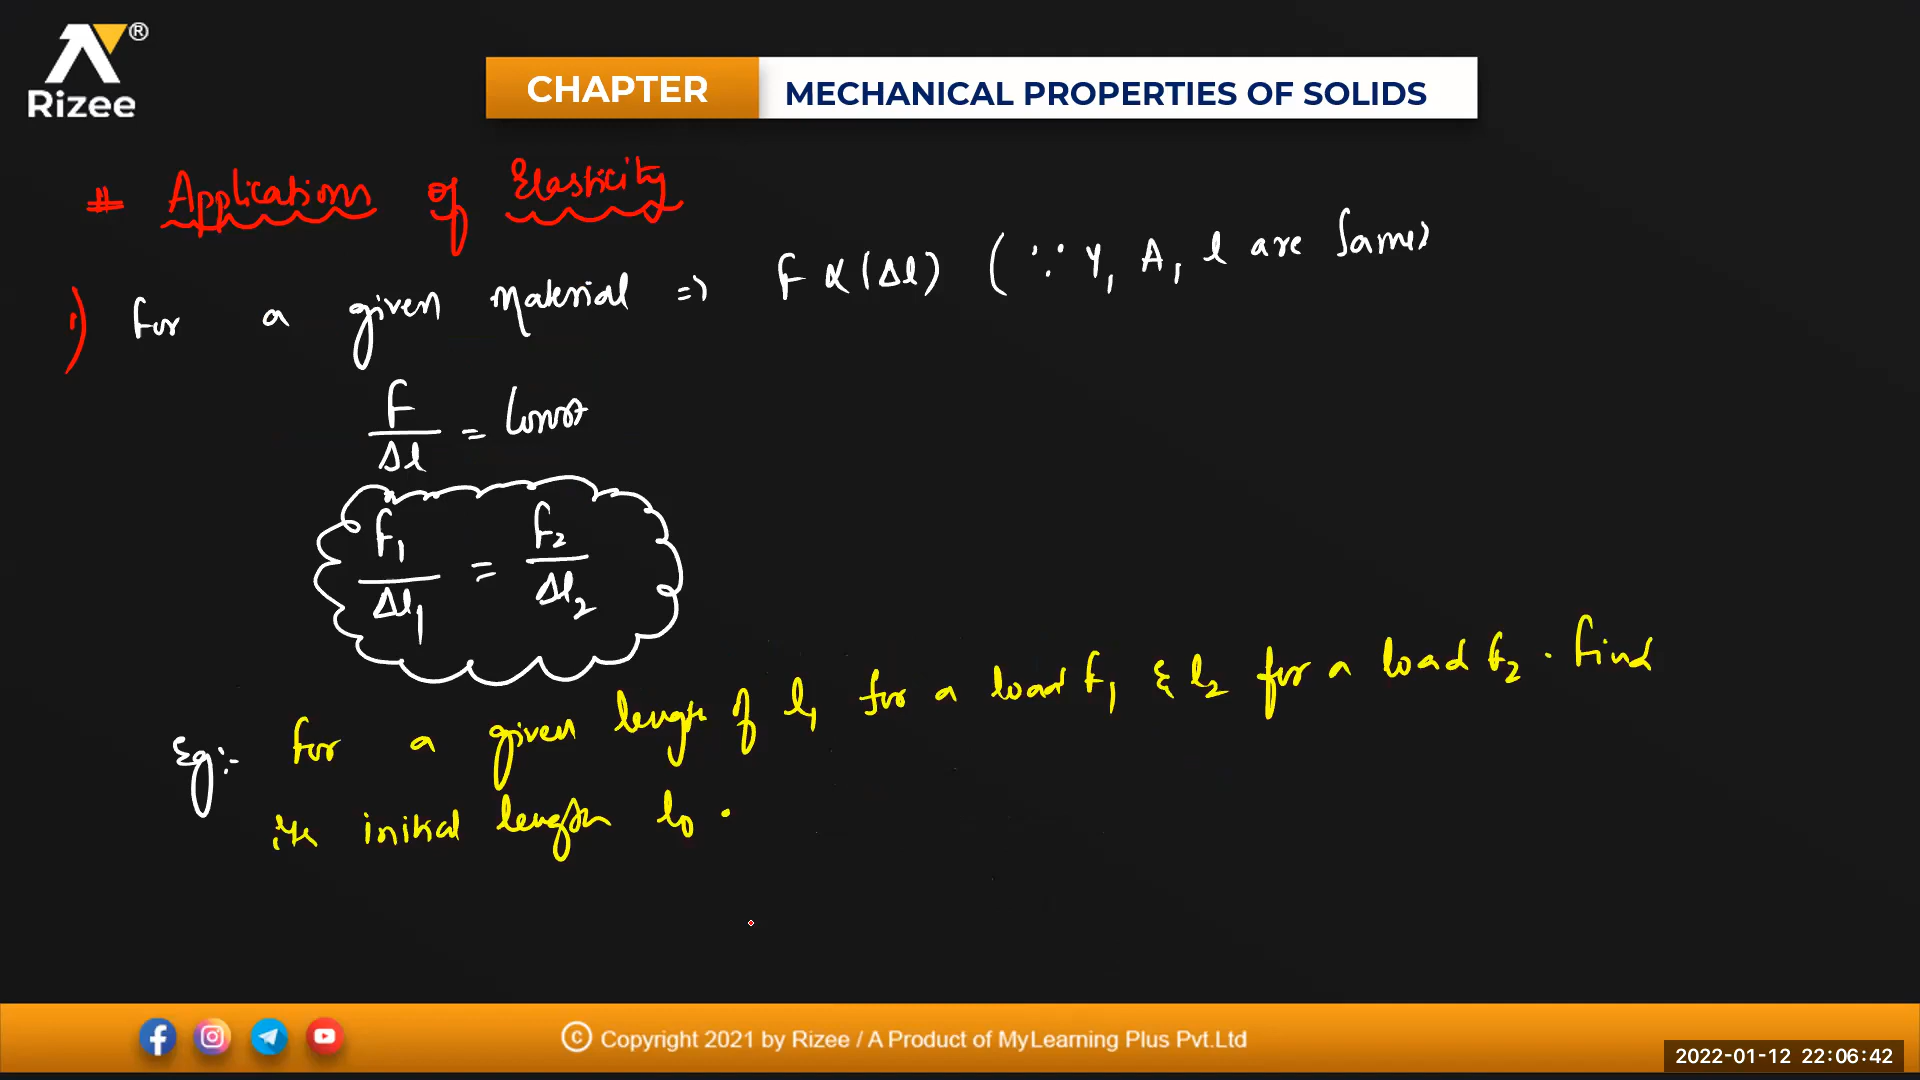 Rizee®
CHAPTER MECHANICAL PROPERTIES OF SOLIDS
# Applications of Elasticity
1) For a given material => F ∝ (Δl) (∵ Y, A, l are same)
F/Δl = const
F₁/Δl₁ = F₂/Δl₂
Eg:- For a given length of l₁ for a load F₁ & l₂ for a load F₂. Find
its initial length l₀.
© Copyright 2021 by Rizee / A Product of MyLearning Plus Pvt.Ltd
2022-01-12 22:06:42